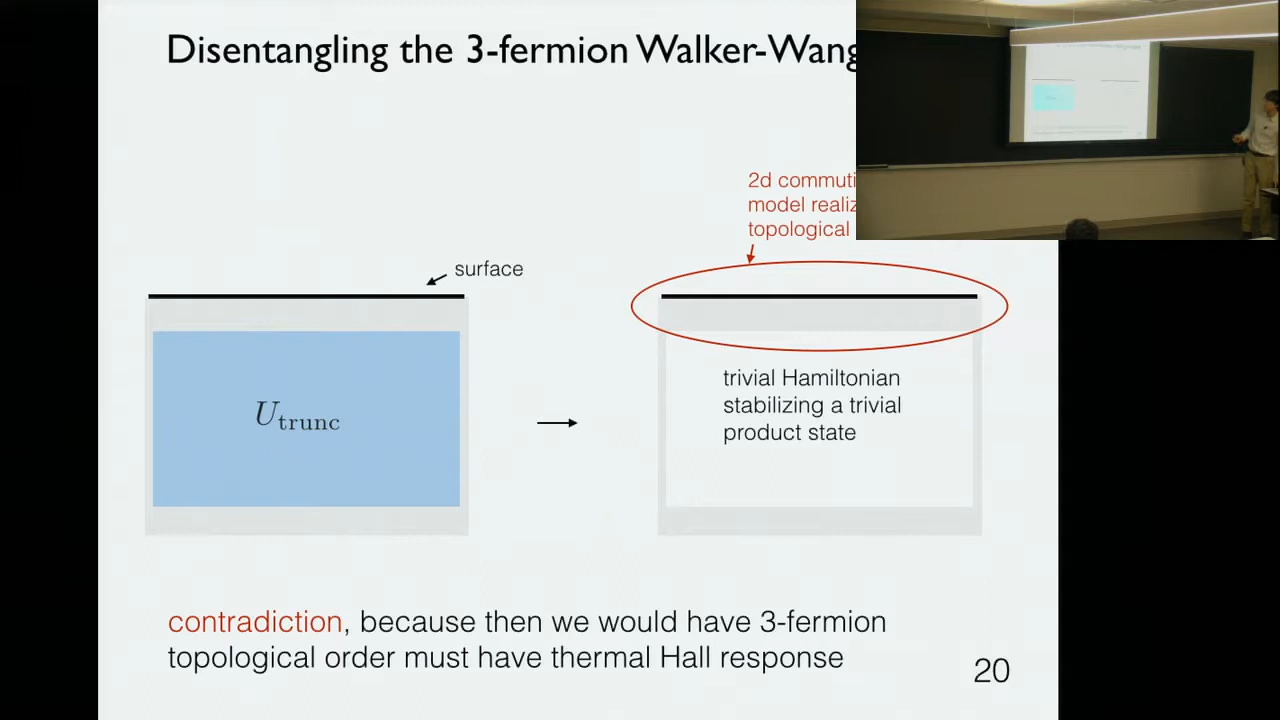 Disentangling the 3-fermion Walker-Wang
2d commuti
model realiz
topological
surface
U_trunc
trivial Hamiltonian
stabilizing a trivial
product state
contradiction, because then we would have 3-fermion
topological order must have thermal Hall response
20